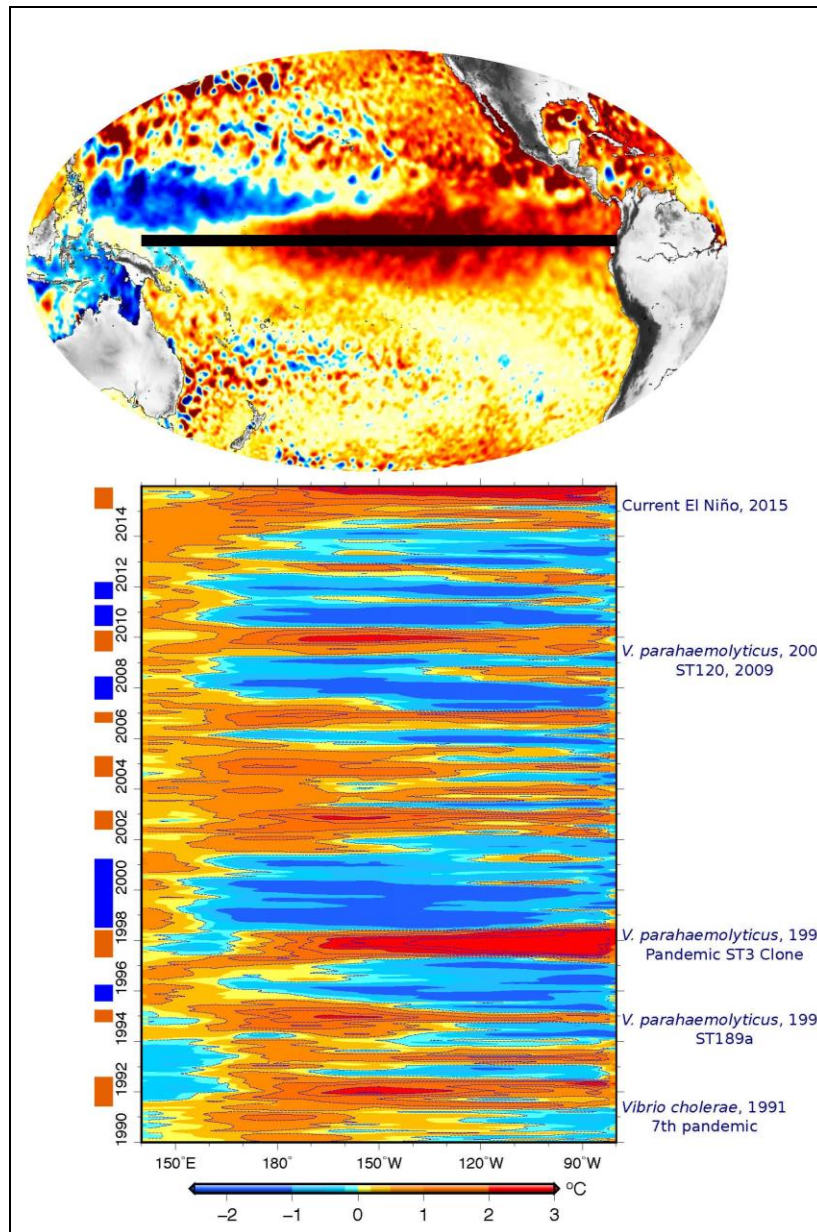 Current El Niño, 2015
2014
2012
2010
V. parahaemolyticus, 200
ST120, 2009
2008
2006
2004
2002
2000
1998
V. parahaemolyticus, 199
Pandemic ST3 Clone
1996
1994
V. parahaemolyticus, 199
ST189a
1992
Vibrio cholerae, 1991
7th pandemic
1990
150°E 180° 150°W 120°W 90°W
−2 −1 0 1 2 3 °C